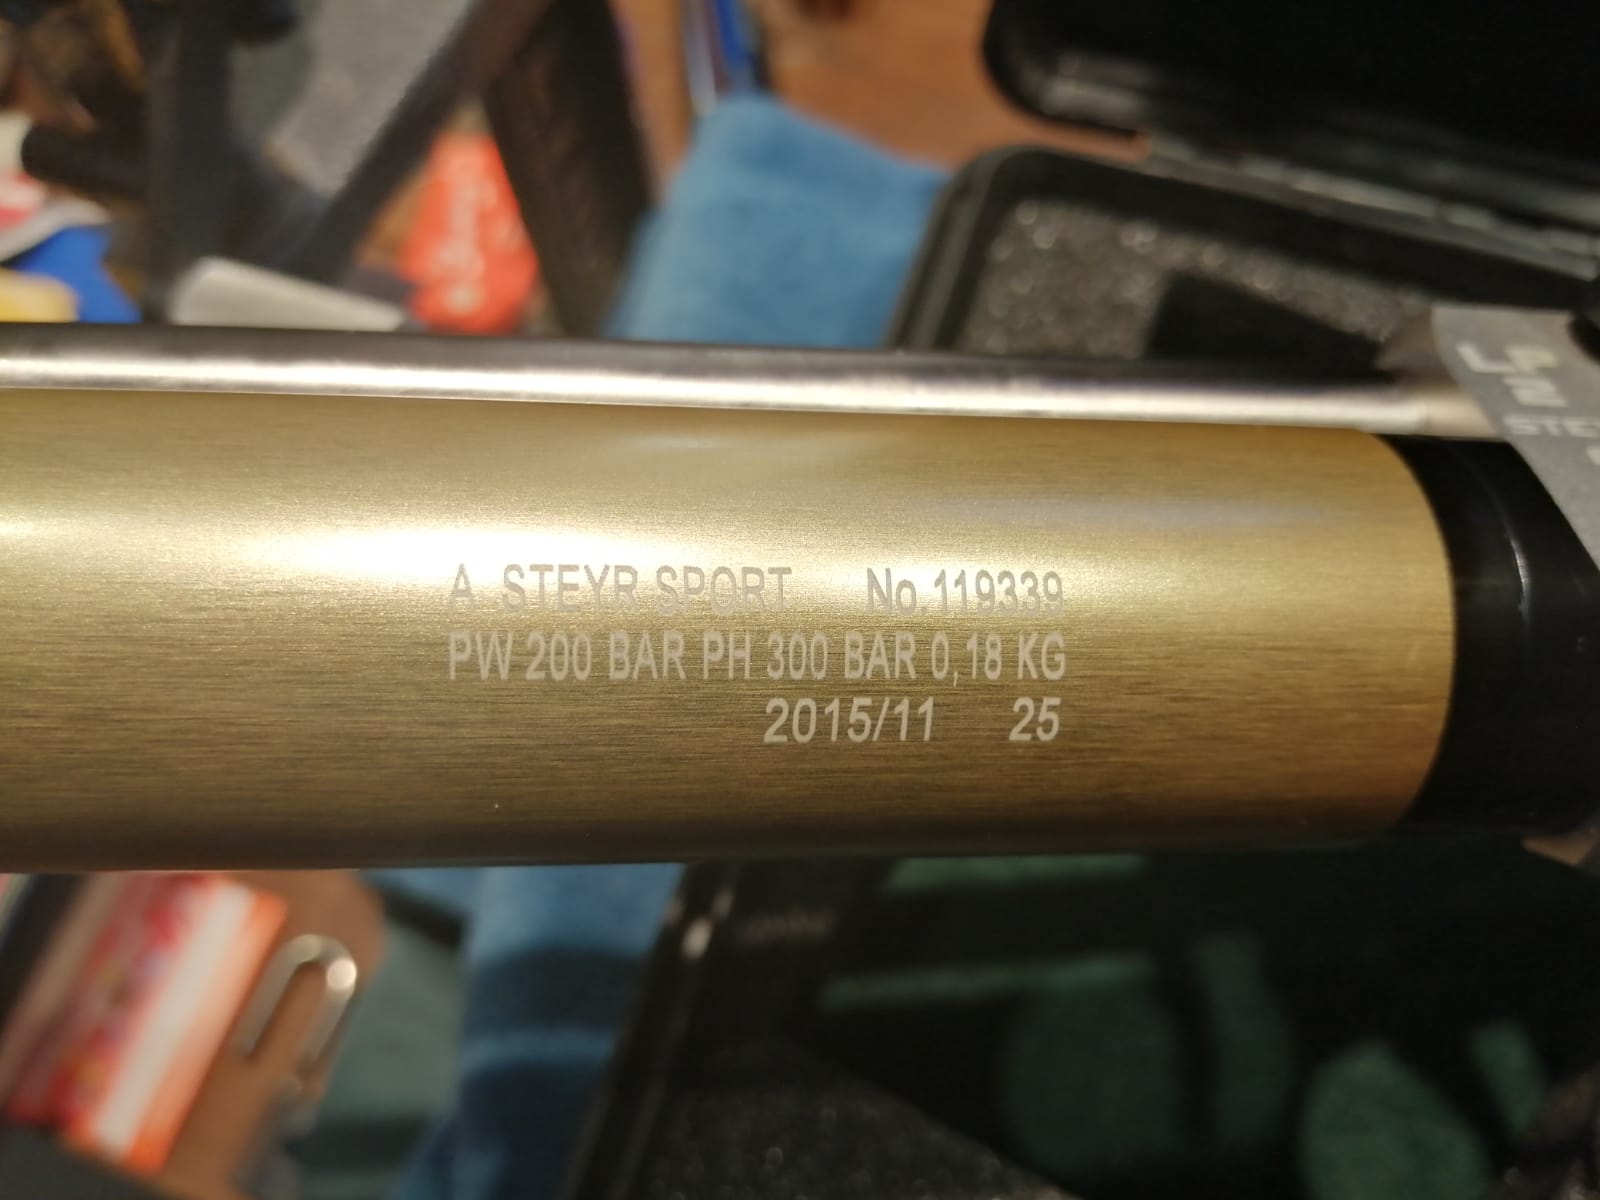 A STEYR SPORT No.119339
PW 200 BAR PH 300 BAR 0,18 KG
2015/11 25